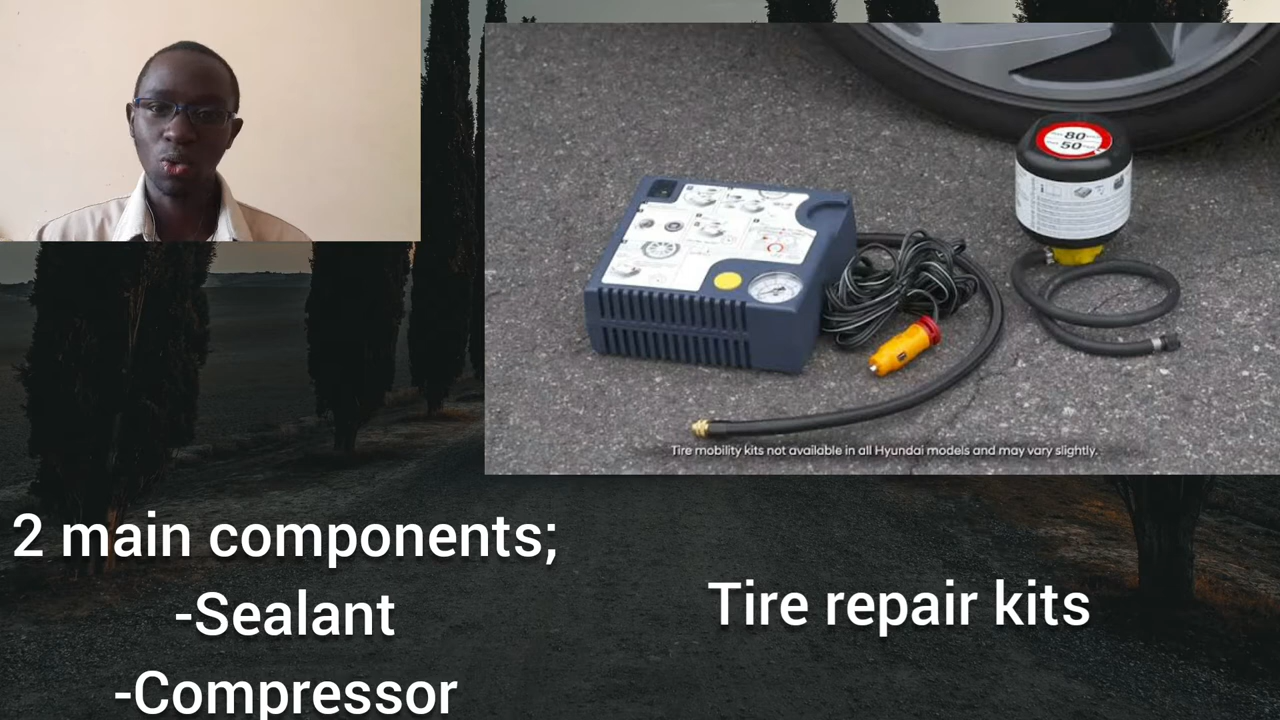 80
50
Tire mobility kits not available in all Hyundai models and may vary slightly.
2 main components;
-Sealant
-Compressor
Tire repair kits